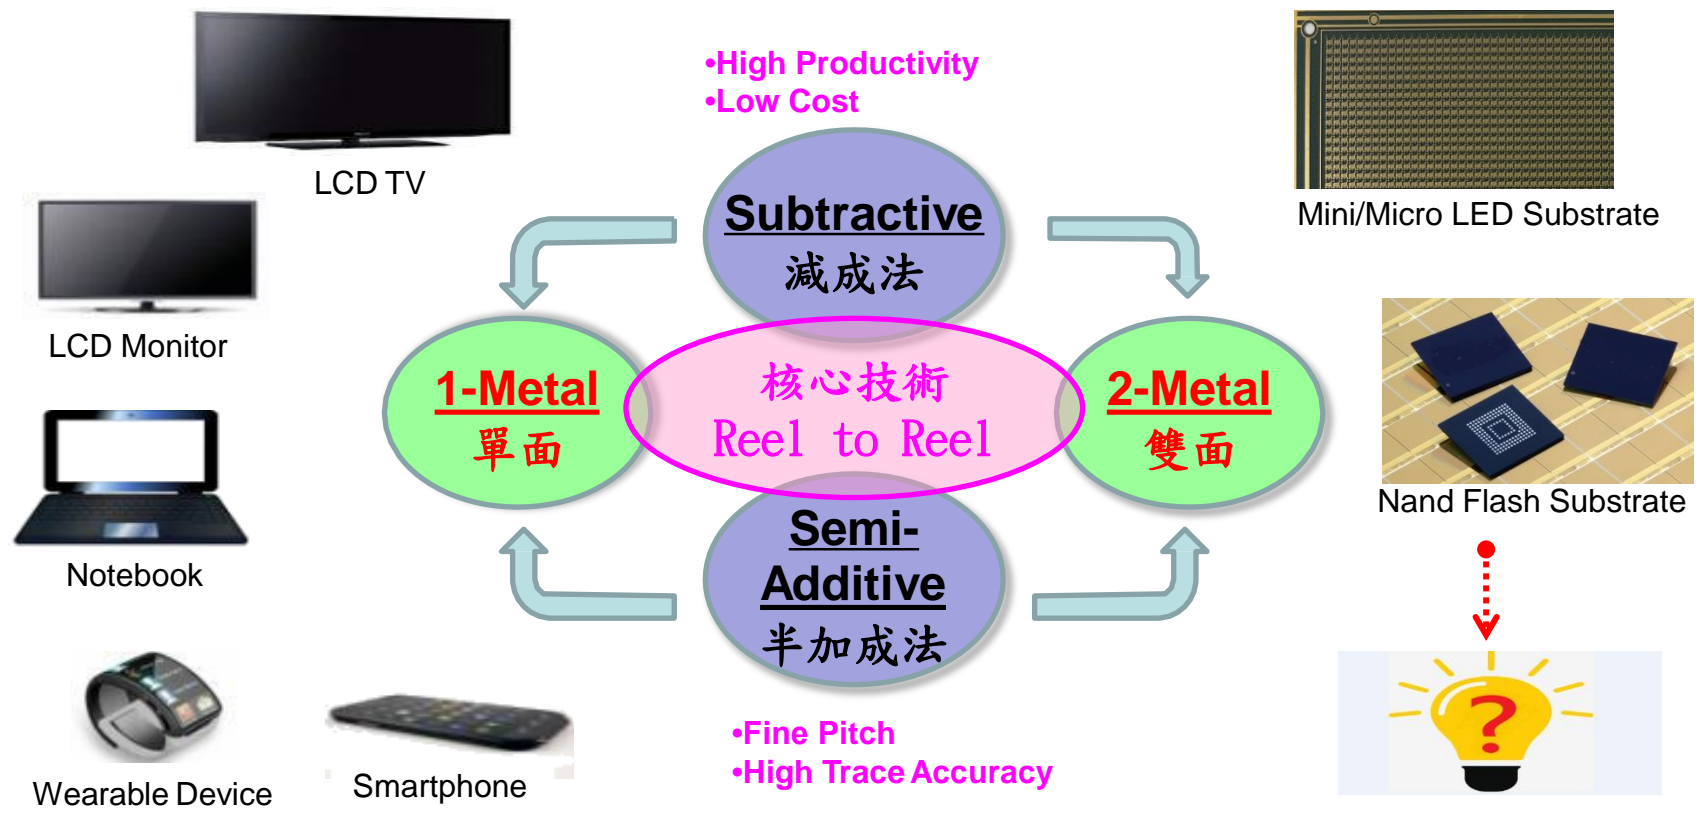 •High Productivity
•Low Cost
LCD TV
Mini/Micro LED Substrate
Subtractive
減成法
LCD Monitor
1-Metal
單面
核心技術
Reel to Reel
2-Metal
雙面
Nand Flash Substrate
Notebook
Semi-
Additive
半加成法
?
•Fine Pitch
•High Trace Accuracy
Wearable Device
Smartphone